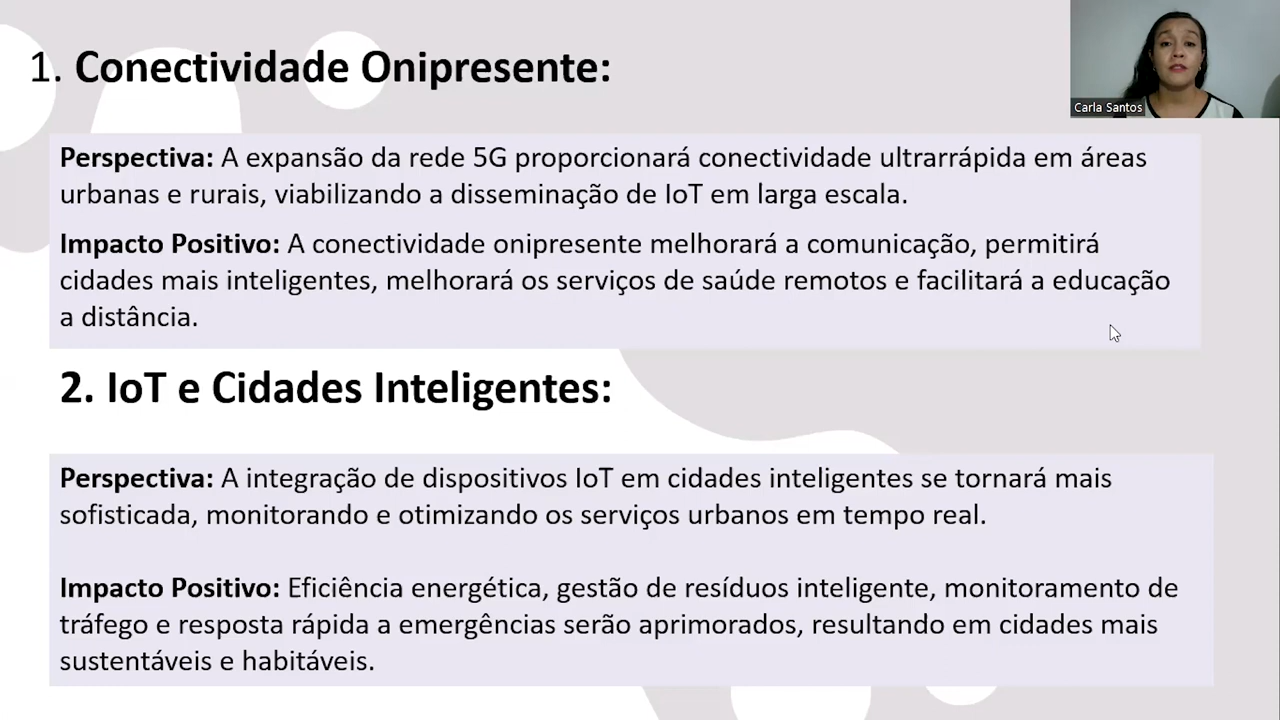 1. Conectividade Onipresente:
Carla Santos
Perspectiva: A expansão da rede 5G proporcionará conectividade ultrarrápida em áreas
urbanas e rurais, viabilizando a disseminação de IoT em larga escala.
Impacto Positivo: A conectividade onipresente melhorará a comunicação, permitirá
cidades mais inteligentes, melhorará os serviços de saúde remotos e facilitará a educação
a distância.
2. IoT e Cidades Inteligentes:
Perspectiva: A integração de dispositivos IoT em cidades inteligentes se tornará mais
sofisticada, monitorando e otimizando os serviços urbanos em tempo real.
Impacto Positivo: Eficiência energética, gestão de resíduos inteligente, monitoramento de
tráfego e resposta rápida a emergências serão aprimorados, resultando em cidades mais
sustentáveis e habitáveis.